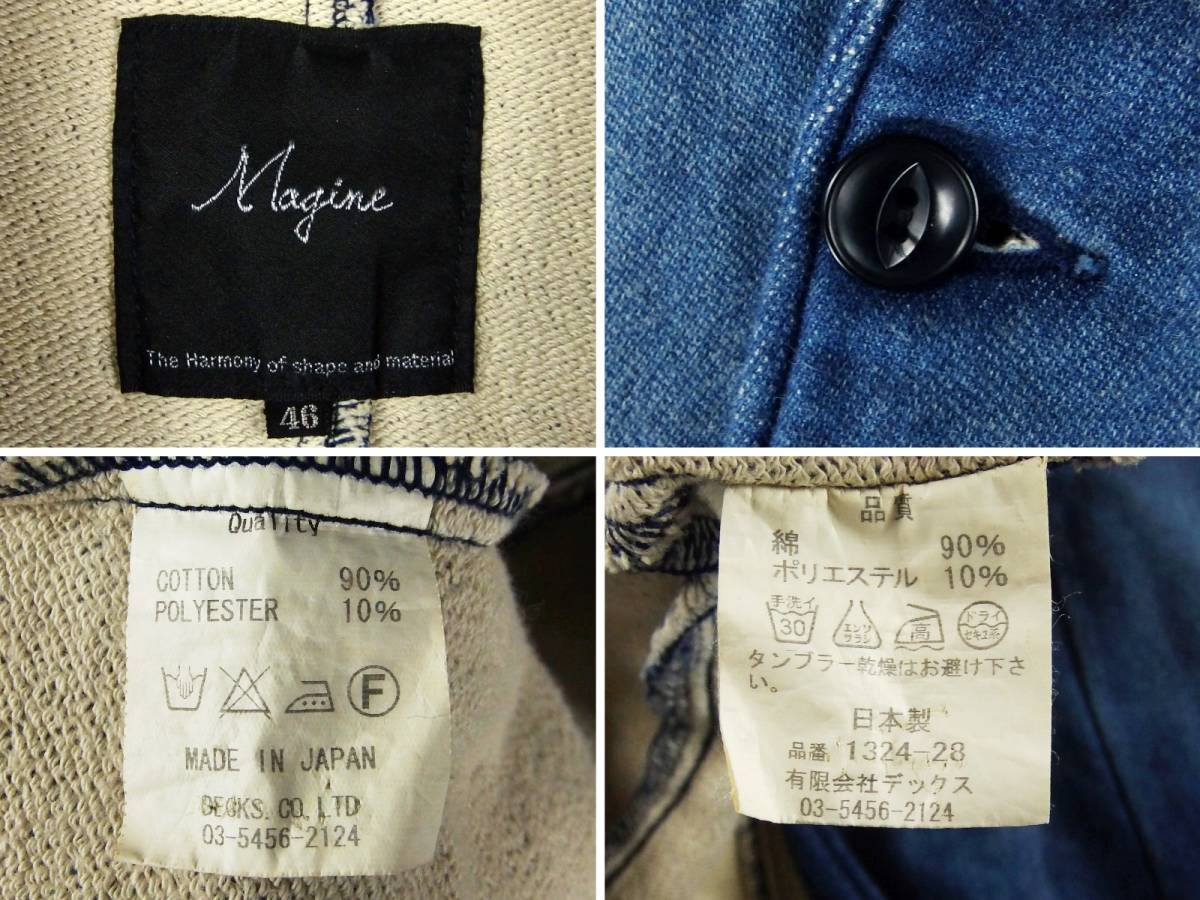 Magine
The Harmony of shape and material
46
Quality
COTTON 90%
POLYESTER 10%
F
MADE IN JAPAN
DECKS. CO. LTD
03-5456-2124
品質
綿 90%
ポリエステル 10%
手洗イ 30 エンソサラシ 高 ドライ セキユ系
タンブラー乾燥はお避け下さ
い。
日本製
品番 1324-28
有限会社デックス
03-5456-2124